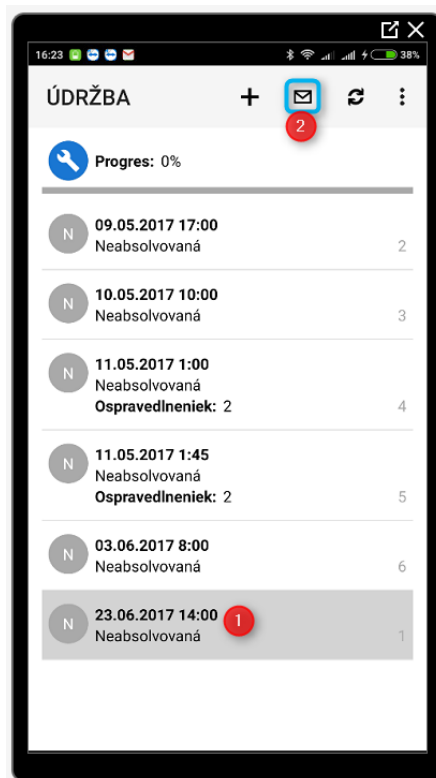 16:23 38%
ÚDRŽBA
2
Progres: 0%
N 09.05.2017 17:00
Neabsolvovaná 2
N 10.05.2017 10:00
Neabsolvovaná 3
N 11.05.2017 1:00
Neabsolvovaná
Ospravedlneniek: 2 4
N 11.05.2017 1:45
Neabsolvovaná
Ospravedlneniek: 2 5
N 03.06.2017 8:00
Neabsolvovaná 6
N 23.06.2017 14:00 1
Neabsolvovaná 1